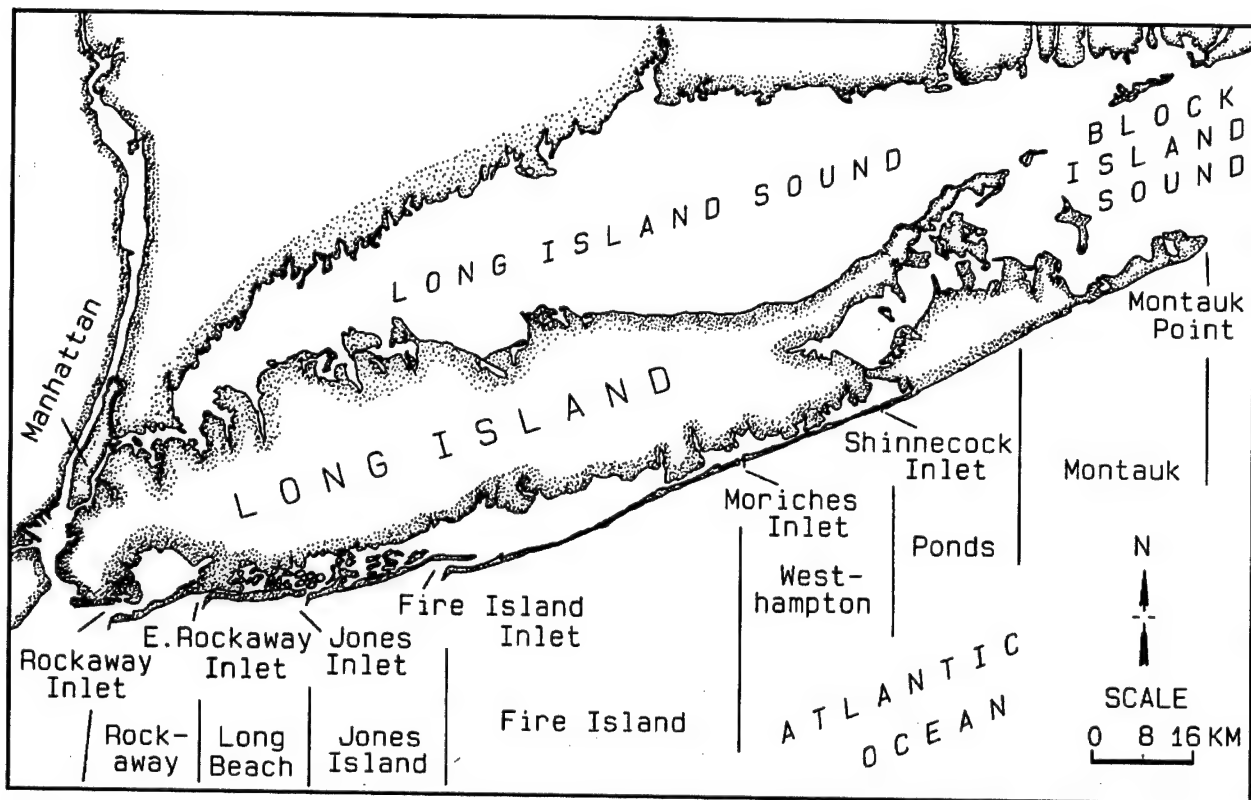 BLOCK
ISLAND
SOUND
LONG ISLAND SOUND
Manhattan
Montauk
Point
LONG ISLAND
Shinnecock
Inlet
Montauk
Moriches
Inlet
Ponds
N
West-
hampton
Fire Island
Inlet
E.Rockaway
Inlet
Jones
Inlet
Rockaway
Inlet
ATLANTIC
OCEAN
SCALE
0 8 16 KM
Fire Island
Rock-
away
Long
Beach
Jones
Island